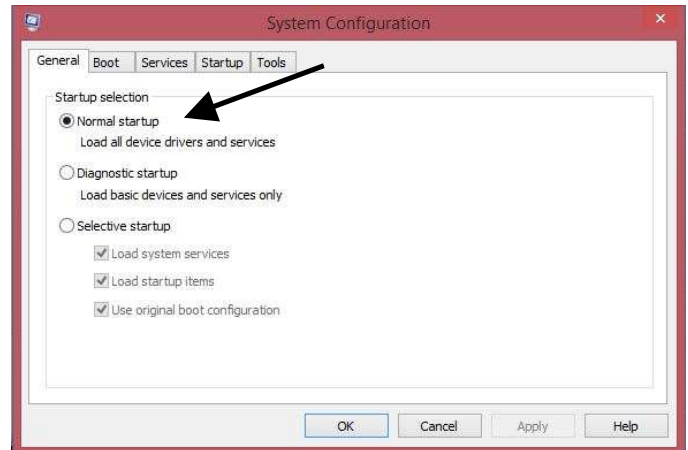 System Configuration
General Boot Services Startup Tools
Startup selection
Normal startup
Load all device drivers and services
Diagnostic startup
Load basic devices and services only
Selective startup
Load system services
Load startup items
Use original boot configuration
OK Cancel Apply Help